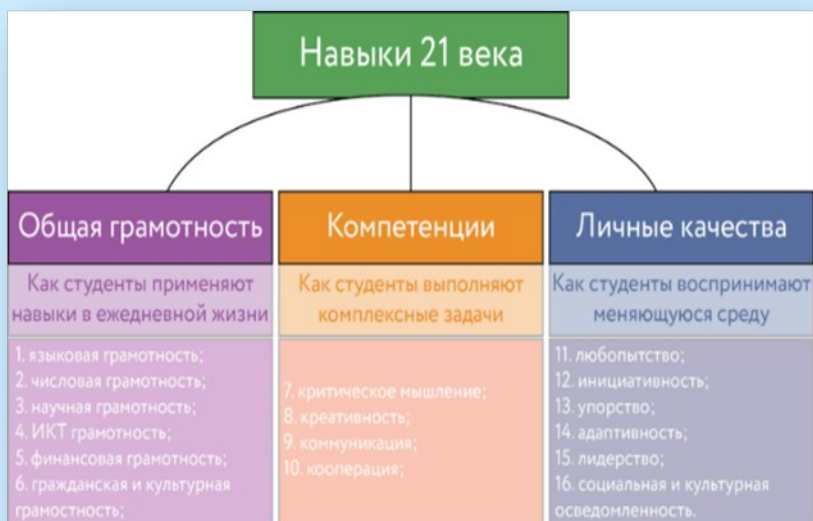 Навыки 21 века
Общая грамотность
Как студенты применяют
навыки в ежедневной жизни
1. языковая грамотность;
2. числовая грамотность;
3. научная грамотность;
4. ИКТ грамотность;
5. финансовая грамотность;
6. гражданская и культурная
грамостность;
Компетенции
Как студенты выполняют
комплексные задачи
7. критическое мышление;
8. креативность;
9. коммуникация;
10. кооперация;
Личные качества
Как студенты воспринимают
меняющуюся среду
11. любопытство;
12. инициативность;
13. упорство;
14. адаптивность;
15. лидерство;
16. социальная и культурная
осведомленность.